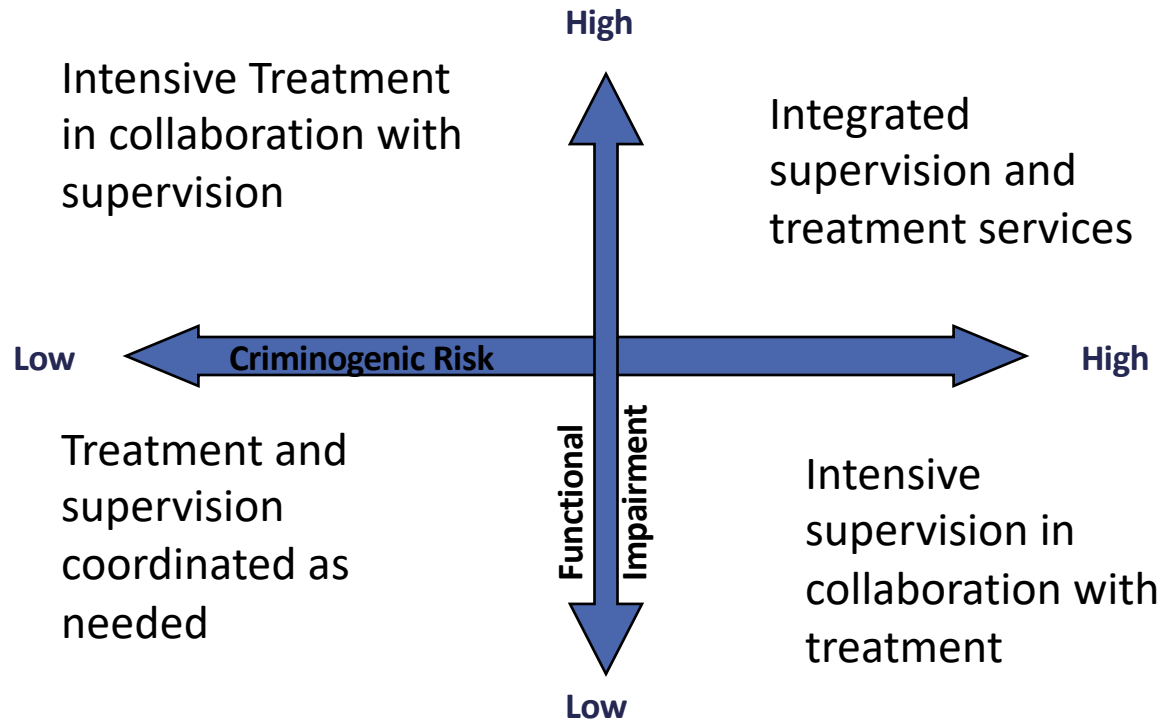 High
Intensive Treatment
in collaboration with
supervision
Integrated
supervision and
treatment services
Low
Criminogenic Risk
High
Treatment and
supervision
coordinated as
needed
Functional
Impairment
Intensive
supervision in
collaboration with
treatment
Low